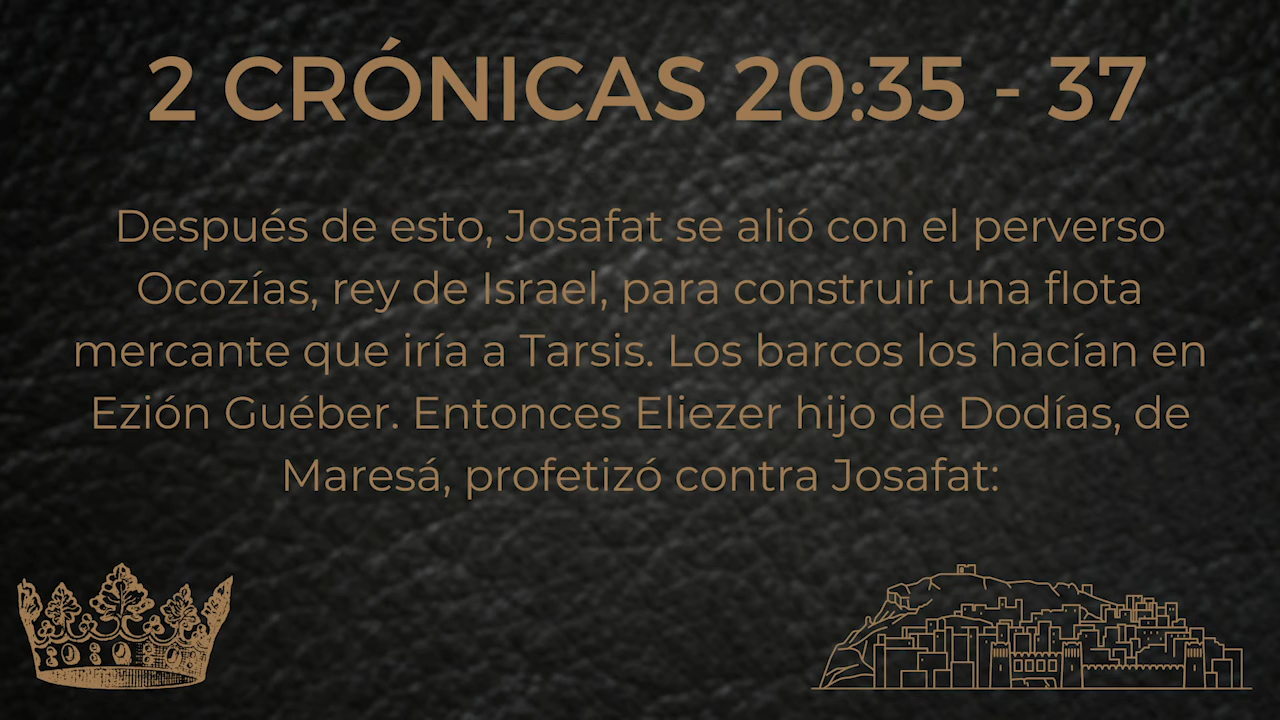 2 CRÓNICAS 20:35 - 37
Después de esto, Josafat se alió con el perverso
Ocozías, rey de Israel, para construir una flota
mercante que iría a Tarsis. Los barcos los hacían en
Ezión Guéber. Entonces Eliezer hijo de Dodías, de
Maresá, profetizó contra Josafat: